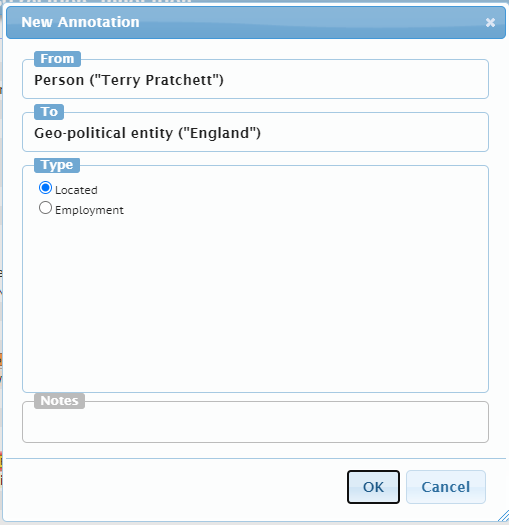 New Annotation
From
Person ("Terry Pratchett")
To
Geo-political entity ("England")
Type
Located
Employment
Notes
OK Cancel